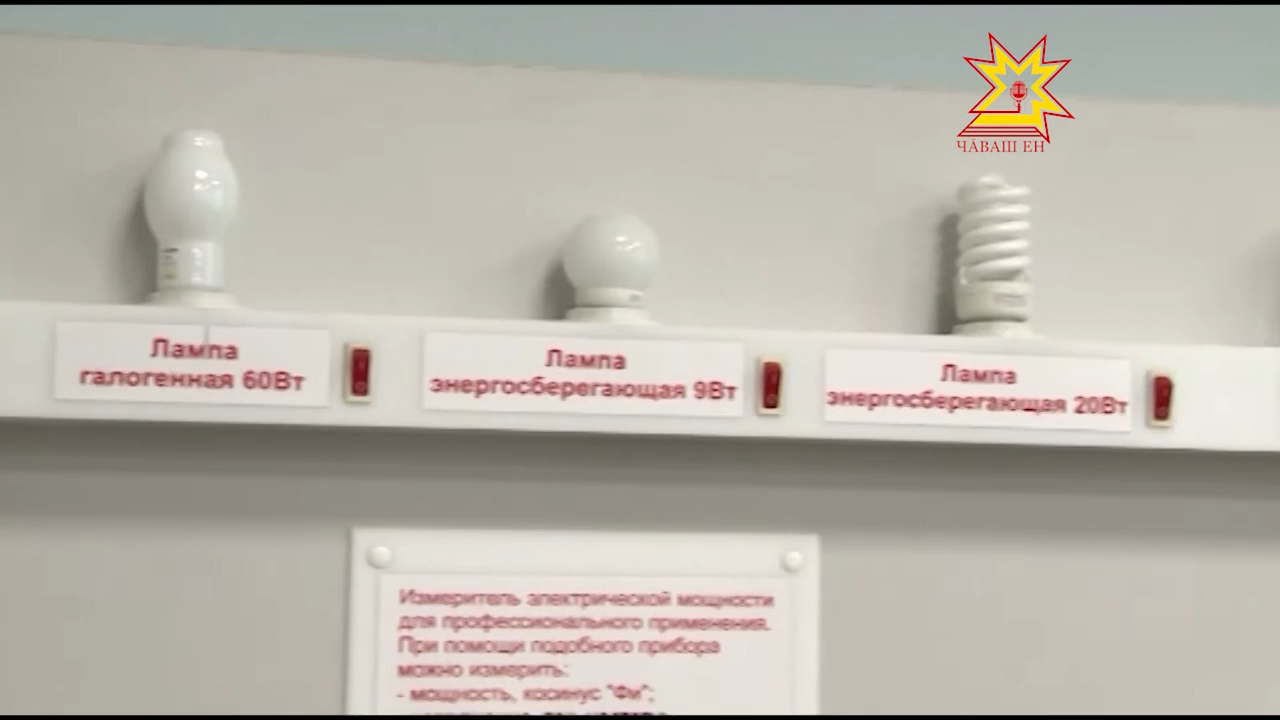 ЧӐВАШ ЕН
Лампа
галогенная 60Вт
Лампа
энергосберегающая 9Вт
Лампа
энергосберегающая 20Вт
Измеритель электрической мощности
для профессионального применения.
При помощи подобного прибора
можно измерить:
- мощность, косинус "Фи";